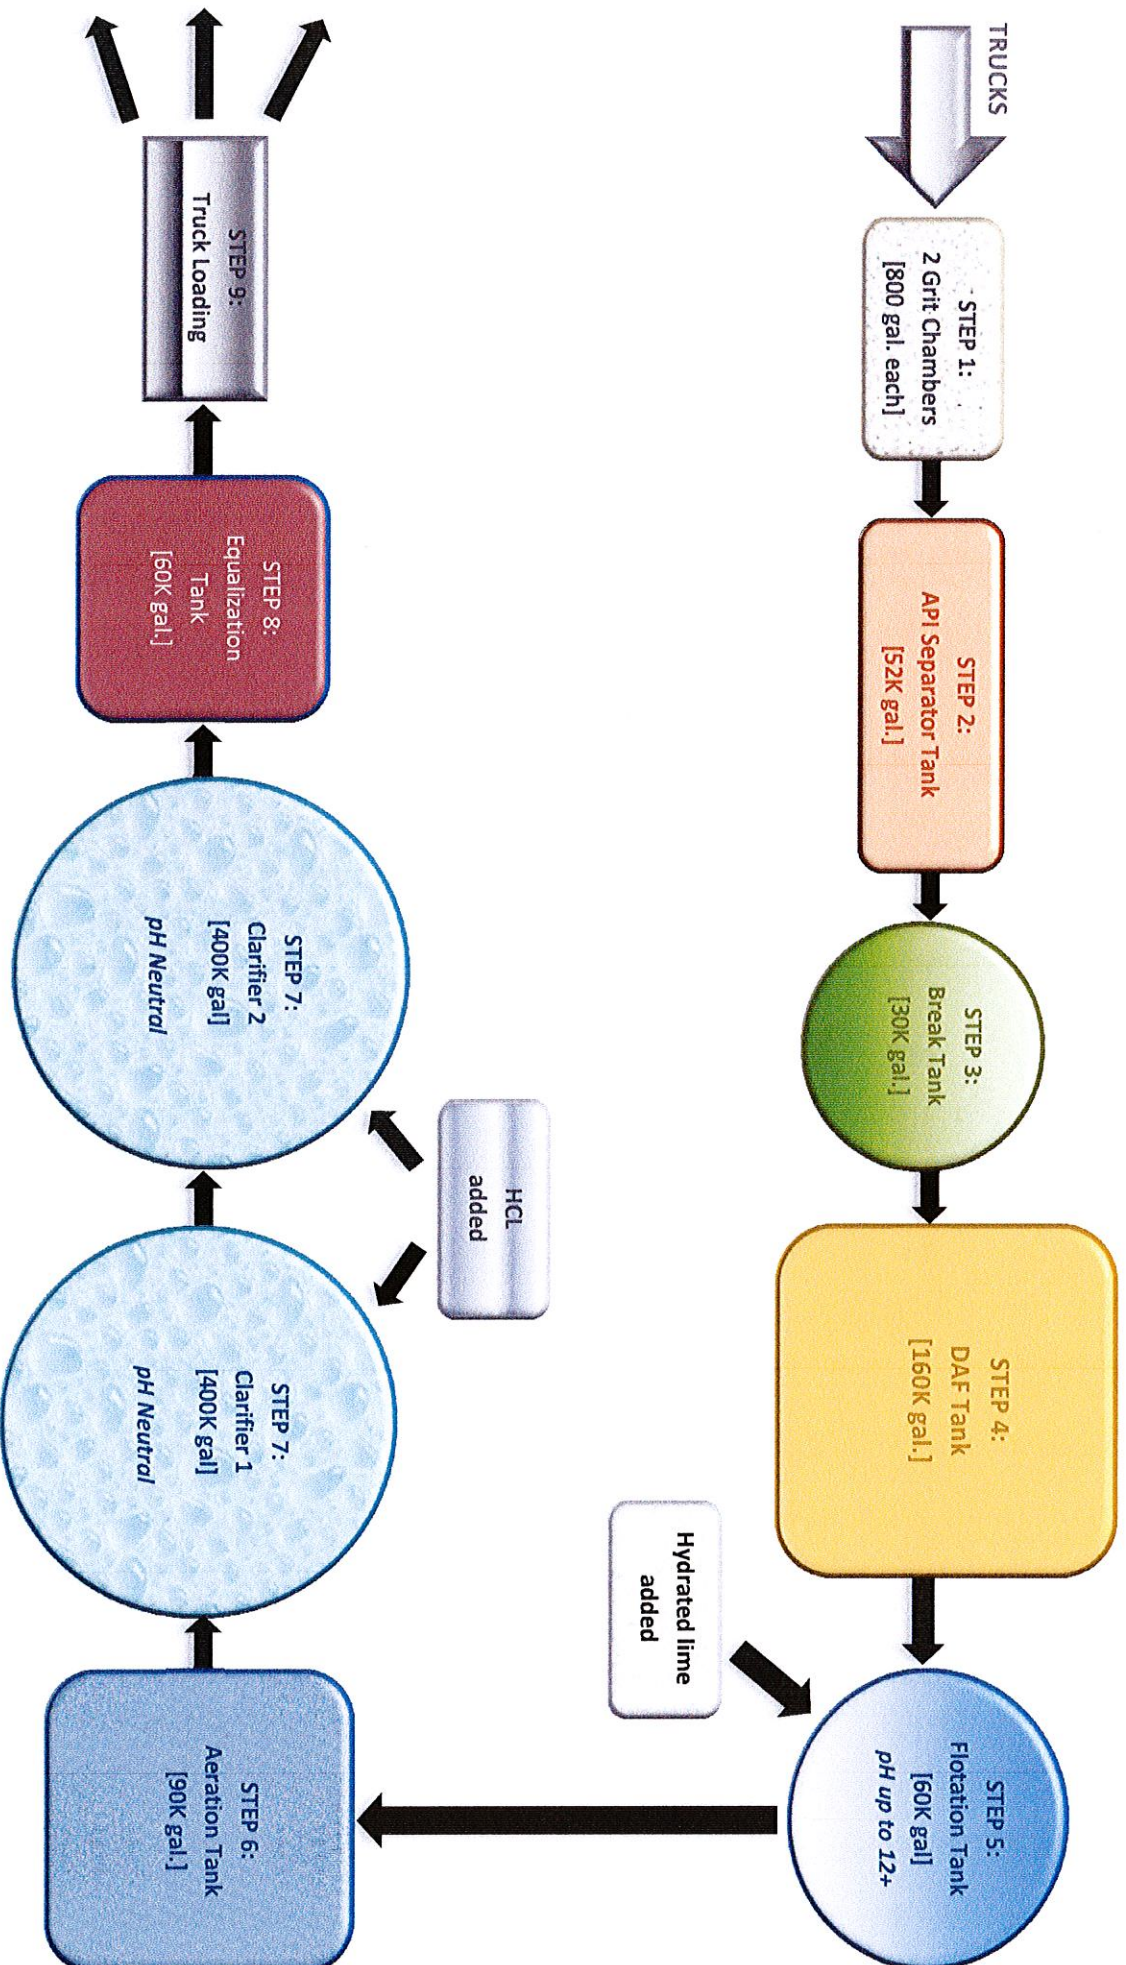 TRUCKS
STEP 1:
2 Grit Chambers
[800 gal. each]
STEP 2:
API Separator Tank
[52K gal.]
STEP 3:
Break Tank
[30K gal.]
STEP 4:
DAF Tank
[160K gal.]
Hydrated lime
added
STEP 5:
Flotation Tank
[60K gal]
pH up to 12+
STEP 6:
Aeration Tank
[90K gal.]
HCL
added
STEP 7:
Clarifier 1
[400K gal]
pH Neutral
STEP 7:
Clarifier 2
[400K gal]
pH Neutral
STEP 8:
Equalization
Tank
[60K gal.]
STEP 9:
Truck Loading